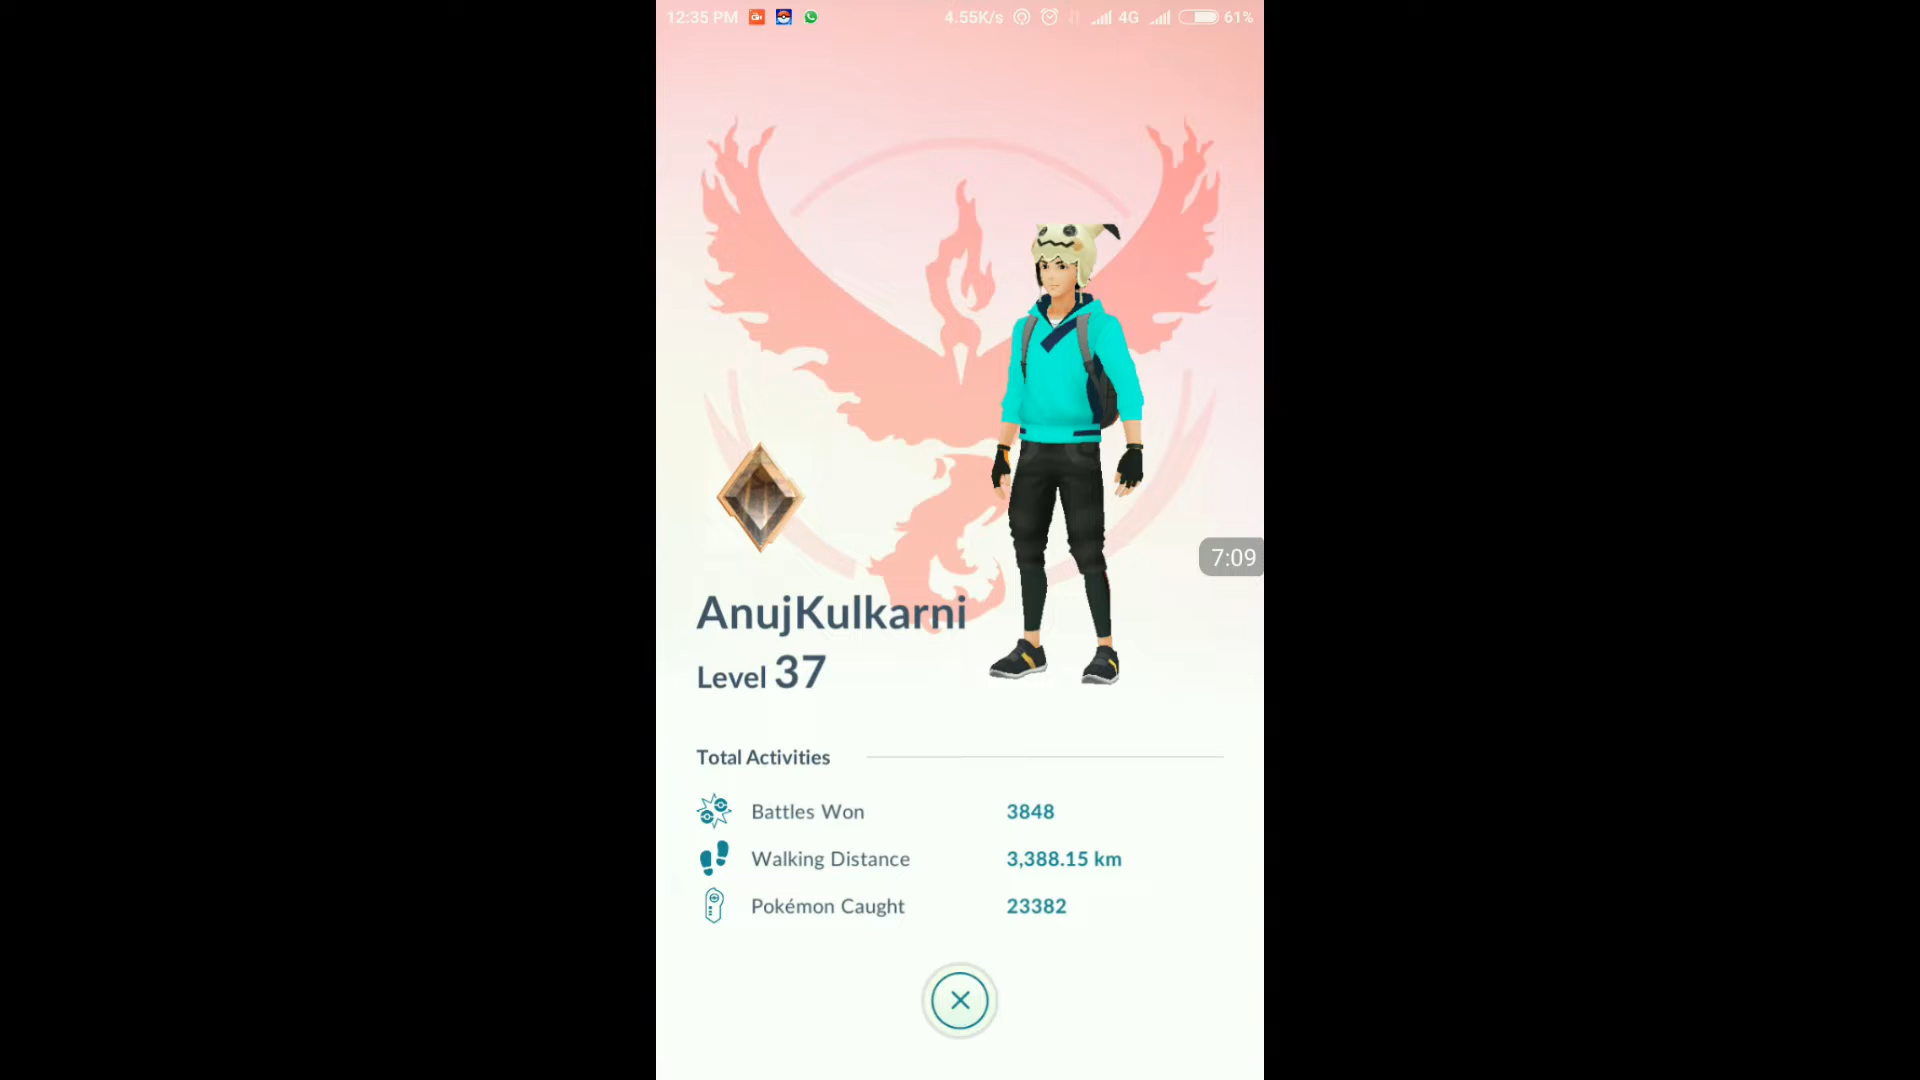 12:35 PM 4.55K/s 4G 61%
7:09
AnujKulkarni
Level 37
Total Activities
Battles Won 3848
Walking Distance 3,388.15 km
Pokémon Caught 23382